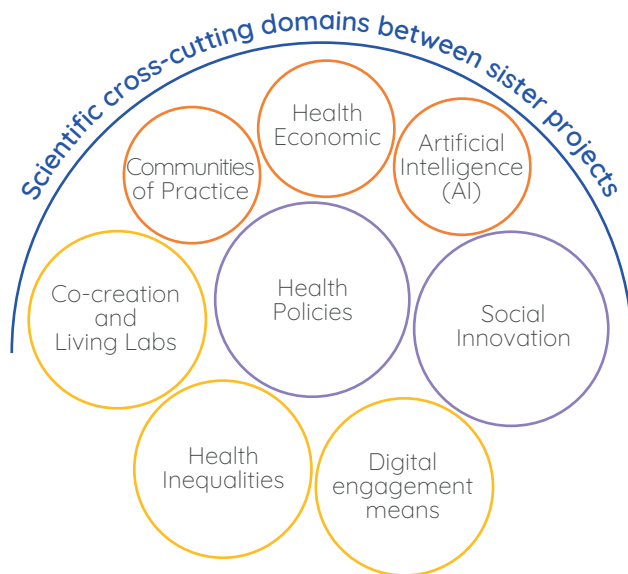 Scientific cross-cutting domains between sister projects
Health
Economic
Communities
of Practice
Artificial
Intelligence
(AI)
Co-creation
and
Living Labs
Health
Policies
Social
Innovation
Health
Inequalities
Digital
engagement
means